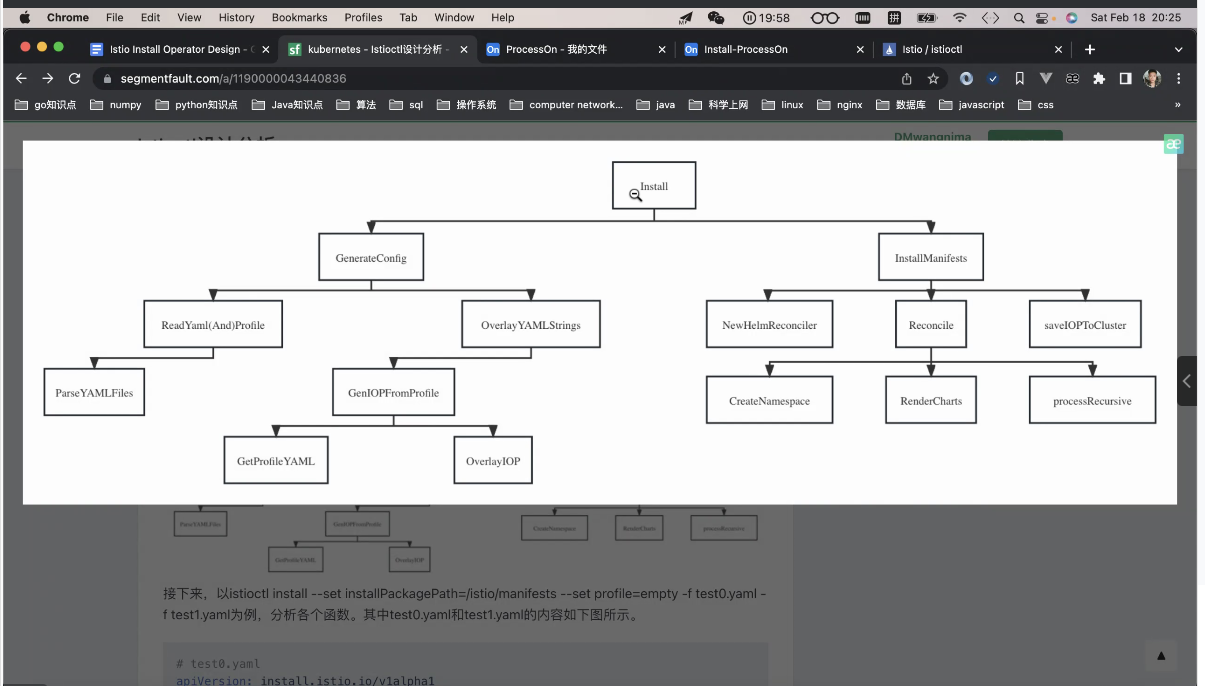 Chrome File Edit View History Bookmarks Profiles Tab Window Help 19:58 拼 Sat Feb 18 20:25
Istio Install Operator Design - kubernetes - Istioctl设计分析 - ProcessOn - 我的文件 Install-ProcessOn Istio / istioctl
segmentfault.com/a/1190000043440836
go知识点 numpy python知识点 Java知识点 算法 sql 操作系统 computer network... java 科学上网 linux nginx 数据库 javascript css »
DMwangnima
æ
Install
GenerateConfig InstallManifests
ReadYaml(And)Profile OverlayYAMLStrings NewHelmReconciler Reconcile saveIOPToCluster
ParseYAMLFiles GenIOPFromProfile CreateNamespace RenderCharts processRecursive
GetProfileYAML OverlayIOP
ParseYAMLFiles GenIOPFromProfile CreateNamespace RenderCharts processRecursive
GetProfileYAML OverlayIOP
接下来，以istioctl install --set installPackagePath=/istio/manifests --set profile=empty -f test0.yaml -
f test1.yaml为例，分析各个函数。其中test0.yaml和test1.yaml的内容如下图所示。
# test0.yaml
apiVersion: install.istio.io/v1alpha1